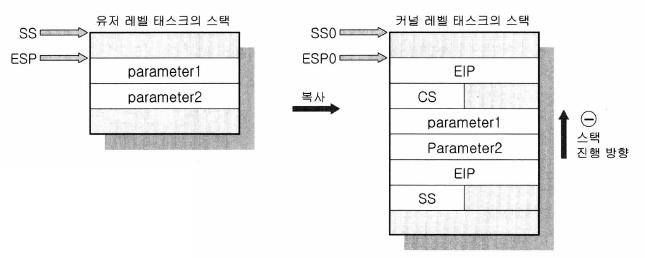 유저 레벨 태스크의 스택
SS
ESP
parameter1
parameter2
복사
커널 레벨 태스크의 스택
SS0
ESP0
EIP
CS
parameter1
Parameter2
EIP
SS
⊖
스택
진행 방향